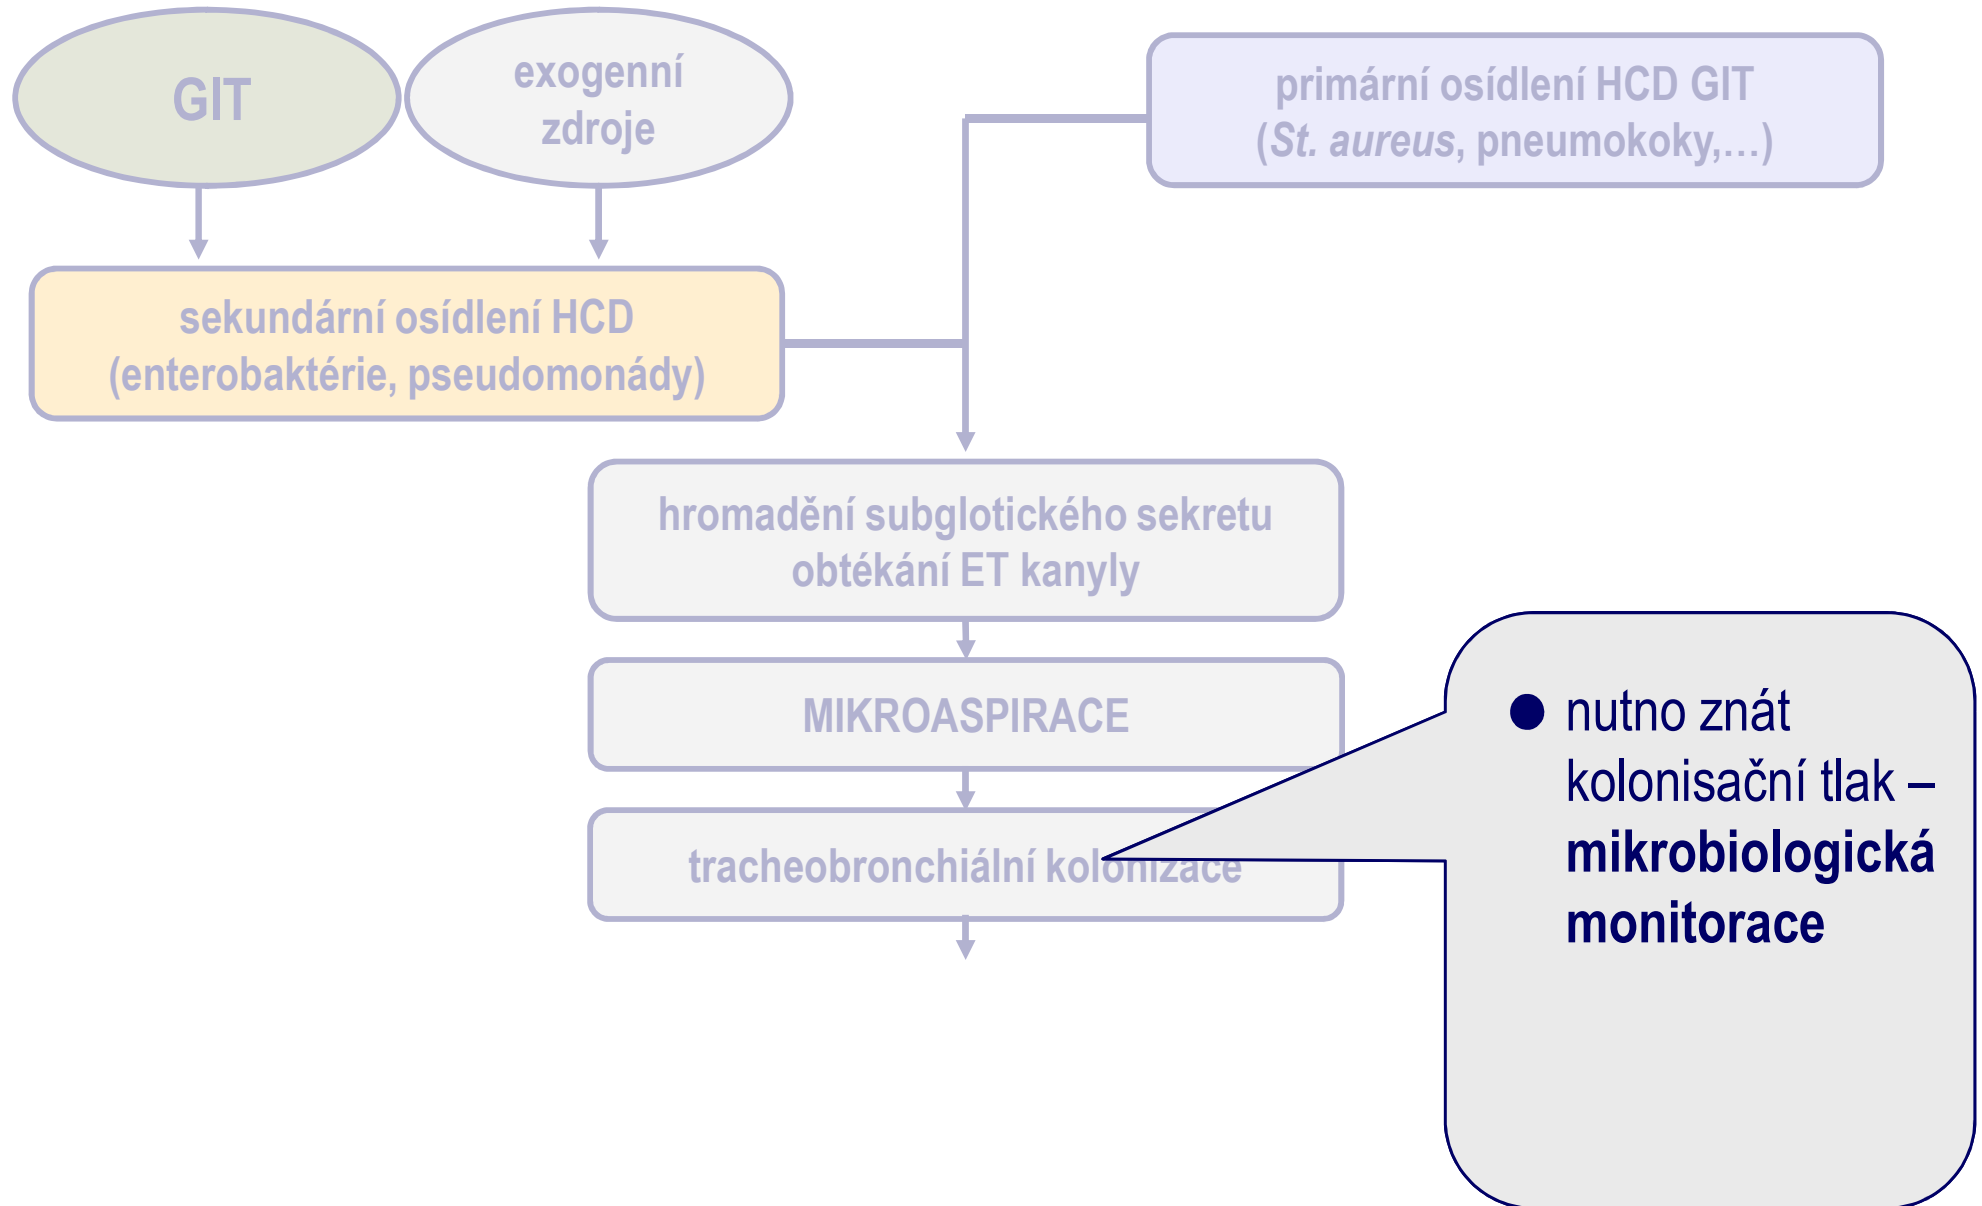 GIT
exogenní
zdroje
primární osídlení HCD GIT
(St. aureus, pneumokoky,…)
sekundární osídlení HCD
(enterobaktérie, pseudomonády)
hromadění subglotického sekretu
obtékání ET kanyly
MIKROASPIRACE
tracheobronchiální kolonizace
● nutno znát
kolonisační tlak –
mikrobiologická
monitorace